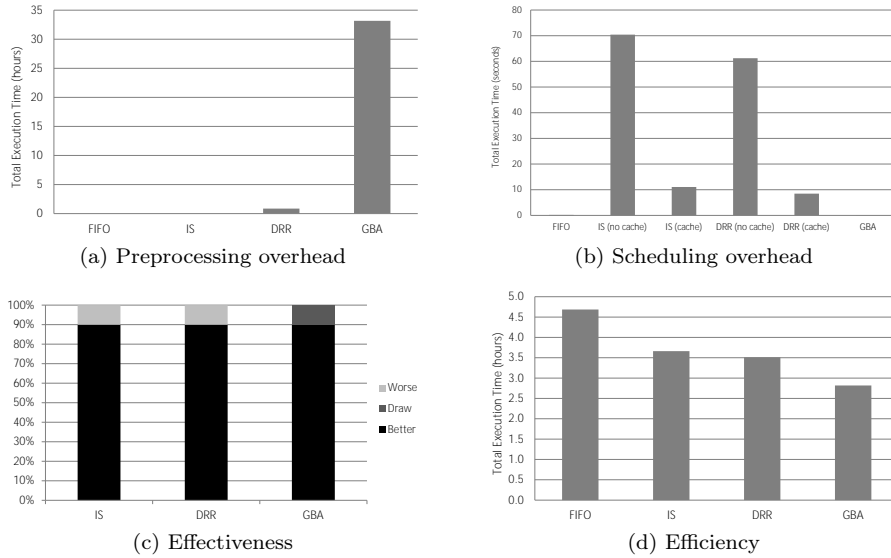 Total Execution Time (hours)
35
30
25
20
15
10
5
0
FIFO IS DRR GBA
(a) Preprocessing overhead
Total Execution Time (seconds)
80
70
60
50
40
30
20
10
0
FIFO IS (no cache) IS (cache) DRR (no cache) DRR (cache) GBA
(b) Scheduling overhead
100%
90%
80%
70%
60%
50%
40%
30%
20%
10%
0%
IS DRR GBA
Worse
Draw
Better
(c) Effectiveness
Total Execution Time (hours)
5.0
4.5
4.0
3.5
3.0
2.5
2.0
1.5
1.0
0.5
0.0
FIFO IS DRR GBA
(d) Efficiency